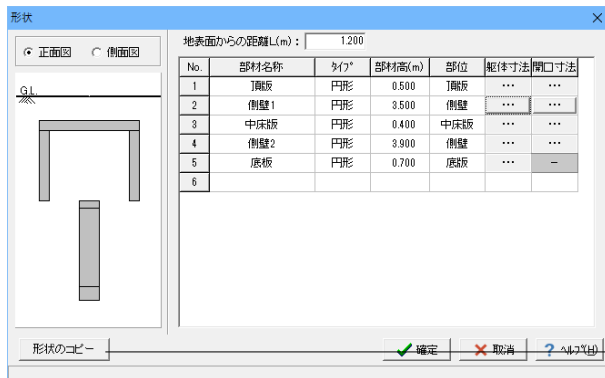 形状
正面図 側面図
地表面からの距離L(m)： 1.200
G.L.
No. 部材名称 ﾀｲﾌﾟ 部材高(m) 部位 躯体寸法 開口寸法
1 頂版 円形 0.500 頂版 … …
2 側壁1 円形 3.500 側壁 … …
3 中床版 円形 0.400 中床版 … …
4 側壁2 円形 3.900 側壁 … …
5 底板 円形 0.700 底版 … −
6
形状のコピー 確定 取消 ? ﾍﾙﾌﾟ(H)